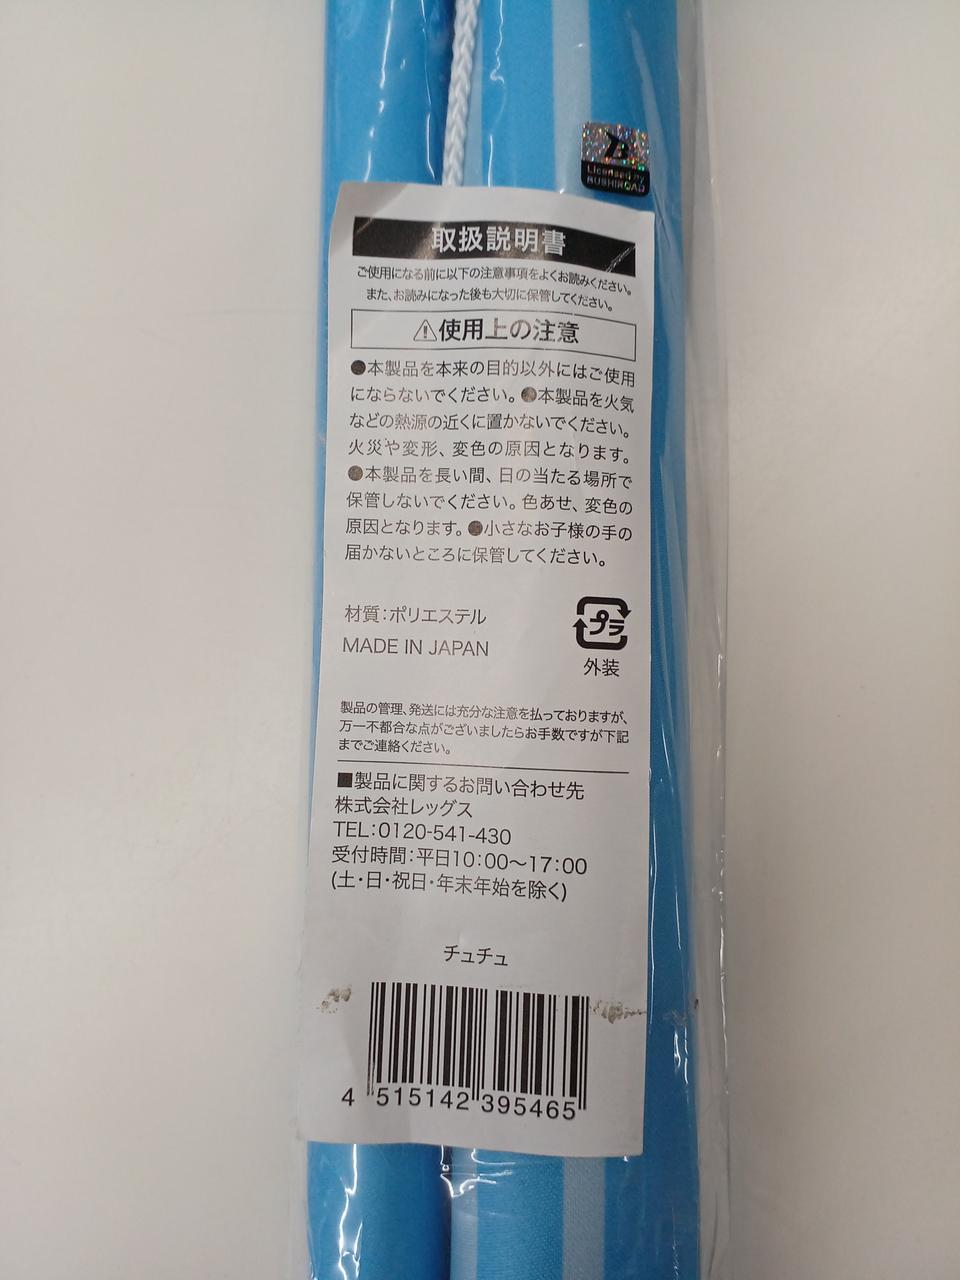 B
Licensed by
BUSHIROAD
取扱説明書
ご使用になる前に以下の注意事項をよくお読みください。
また、お読みになった後も大切に保管してください。
⚠使用上の注意
●本製品を本来の目的以外にはご使用
にならないでください。●本製品を火気
などの熱源の近くに置かないでください。
火災や変形、変色の原因となります。
●本製品を長い間、日の当たる場所で
保管しないでください。色あせ、変色の
原因となります。●小さなお子様の手の
届かないところに保管してください。
材質：ポリエステル
MADE IN JAPAN
プラ
外装
製品の管理、発送には充分な注意を払っておりますが、
万一不都合な点がございましたらお手数ですが下記
までご連絡ください。
■製品に関するお問い合わせ先
株式会社レッグス
TEL：0120-541-430
受付時間：平日10：00～17：00
(土・日・祝日・年末年始を除く)
チュチュ
4 515142 395465